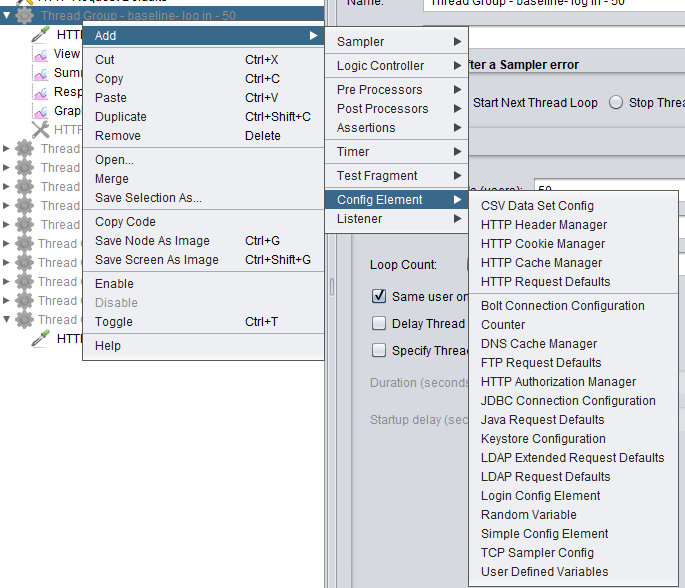 HTTP Request Defaults
Name:
Thread Group - baseline- log in - 50
Thread Group - baseline- log in - 50
HTT
View
Sum
Resp
Grap
HTTP
Thread
Thread
Thread
Thread
Thread
Thread G
Thread G
Thread G
Thread G
Thread G
HTT
Add
Cut Ctrl+X
Copy Ctrl+C
Paste Ctrl+V
Duplicate Ctrl+Shift+C
Remove Delete
Open...
Merge
Save Selection As...
Copy Code
Save Node As Image Ctrl+G
Save Screen As Image Ctrl+Shift+G
Enable
Disable
Toggle Ctrl+T
Help
Sampler
Logic Controller
Pre Processors
Post Processors
Assertions
Timer
Test Fragment
Config Element
Listener
fter a Sampler error
Start Next Thread Loop
Stop Threa
(users):
50
Loop Count:
Same user on
Delay Thread
Specify Thread
Duration (seconds
Startup delay (sec
CSV Data Set Config
HTTP Header Manager
HTTP Cookie Manager
HTTP Cache Manager
HTTP Request Defaults
Bolt Connection Configuration
Counter
DNS Cache Manager
FTP Request Defaults
HTTP Authorization Manager
JDBC Connection Configuration
Java Request Defaults
Keystore Configuration
LDAP Extended Request Defaults
LDAP Request Defaults
Login Config Element
Random Variable
Simple Config Element
TCP Sampler Config
User Defined Variables